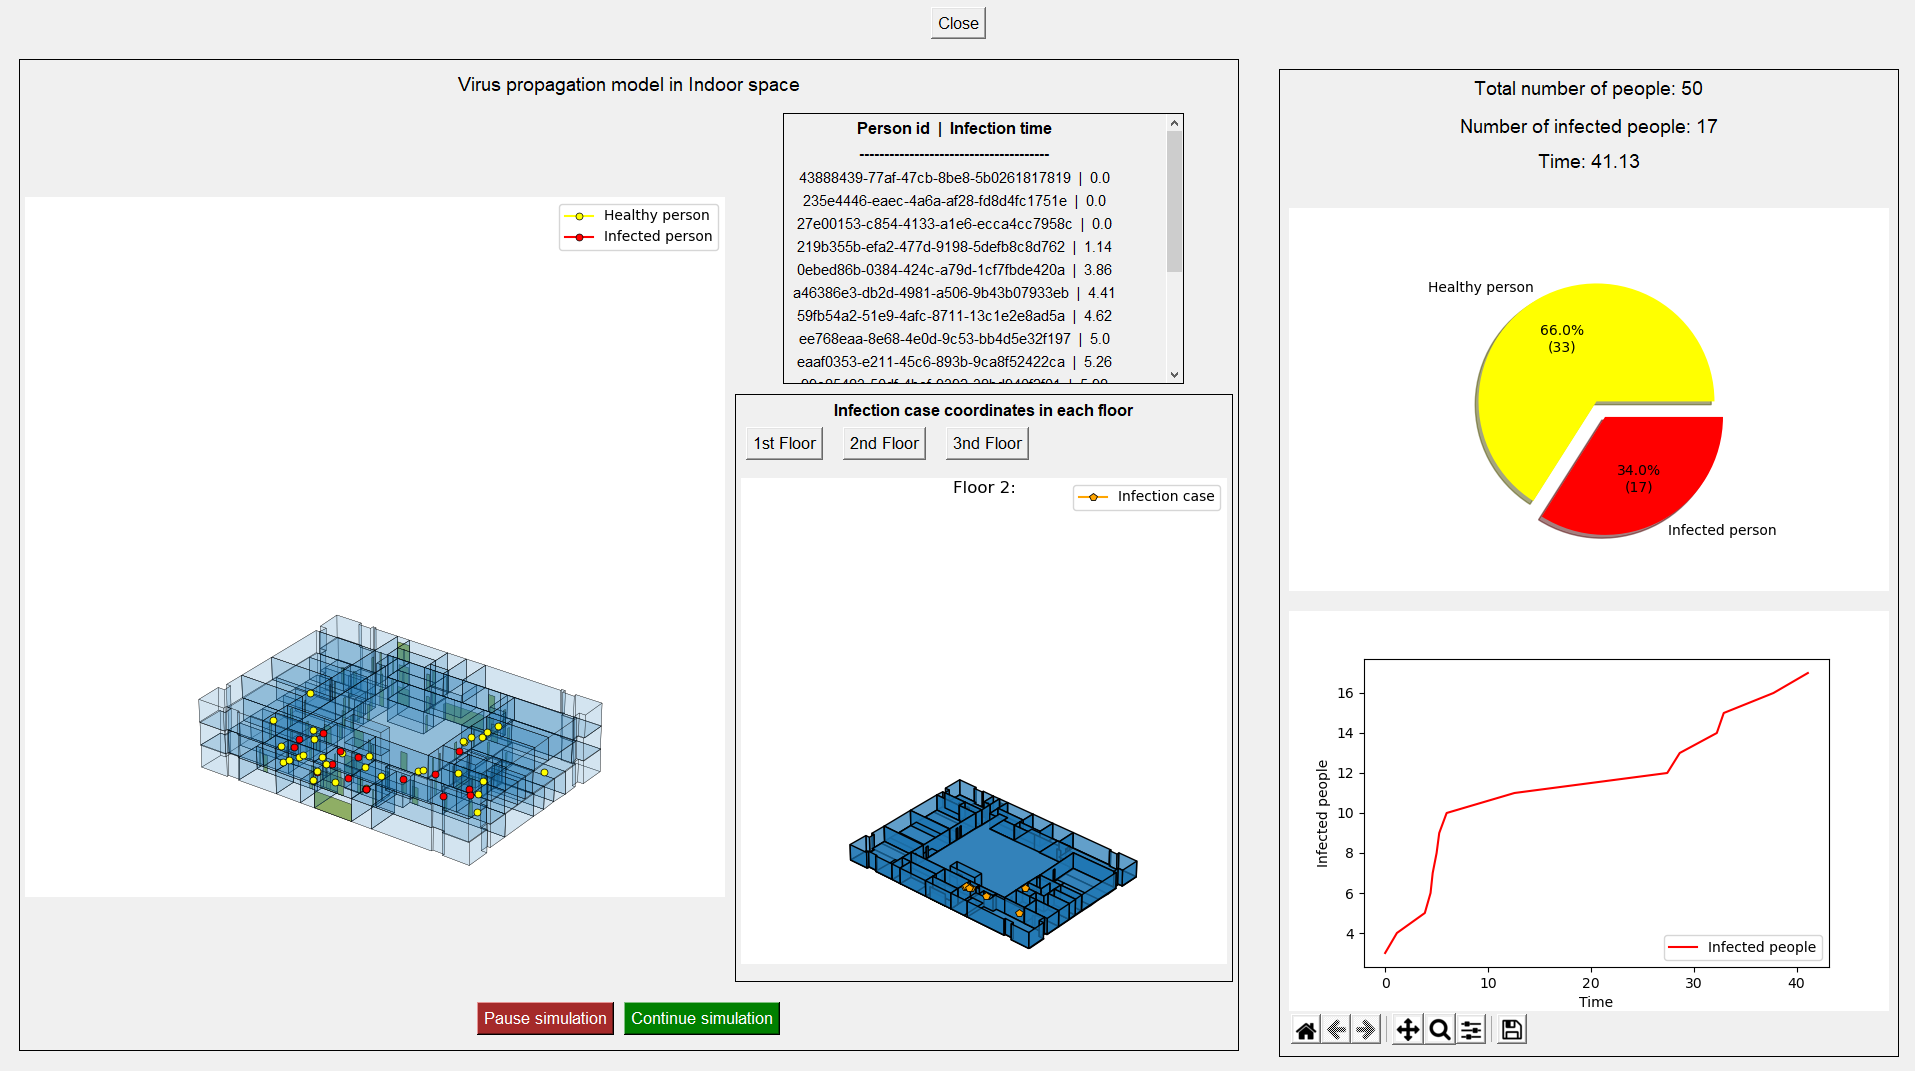 Close
Virus propagation model in Indoor space
Person id | Infection time
--------------------------------------
43888439-77af-47cb-8be8-5b0261817819 | 0.0
235e4446-eaec-4a6a-af28-fd8d4fc1751e | 0.0
27e00153-c854-4133-a1e6-ecca4cc7958c | 0.0
219b355b-efa2-477d-9198-5defb8c8d762 | 1.14
0ebed86b-0384-424c-a79d-1cf7fbde420a | 3.86
a46386e3-db2d-4981-a506-9b43b07933eb | 4.41
59fb54a2-51e9-4afc-8711-13c1e2e8ad5a | 4.62
ee768eaa-8e68-4e0d-9c53-bb4d5e32f197 | 5.0
eaaf0353-e211-45c6-893b-9ca8f52422ca | 5.26
Healthy person
Infected person
Infection case coordinates in each floor
1st Floor
2nd Floor
3nd Floor
Floor 2:
Infection case
Pause simulation
Continue simulation
Total number of people: 50
Number of infected people: 17
Time: 41.13
Healthy person
66.0%
(33)
34.0%
(17)
Infected person
Infected people
16
14
12
10
8
6
4
Infected people
0
10
20
30
40
Time